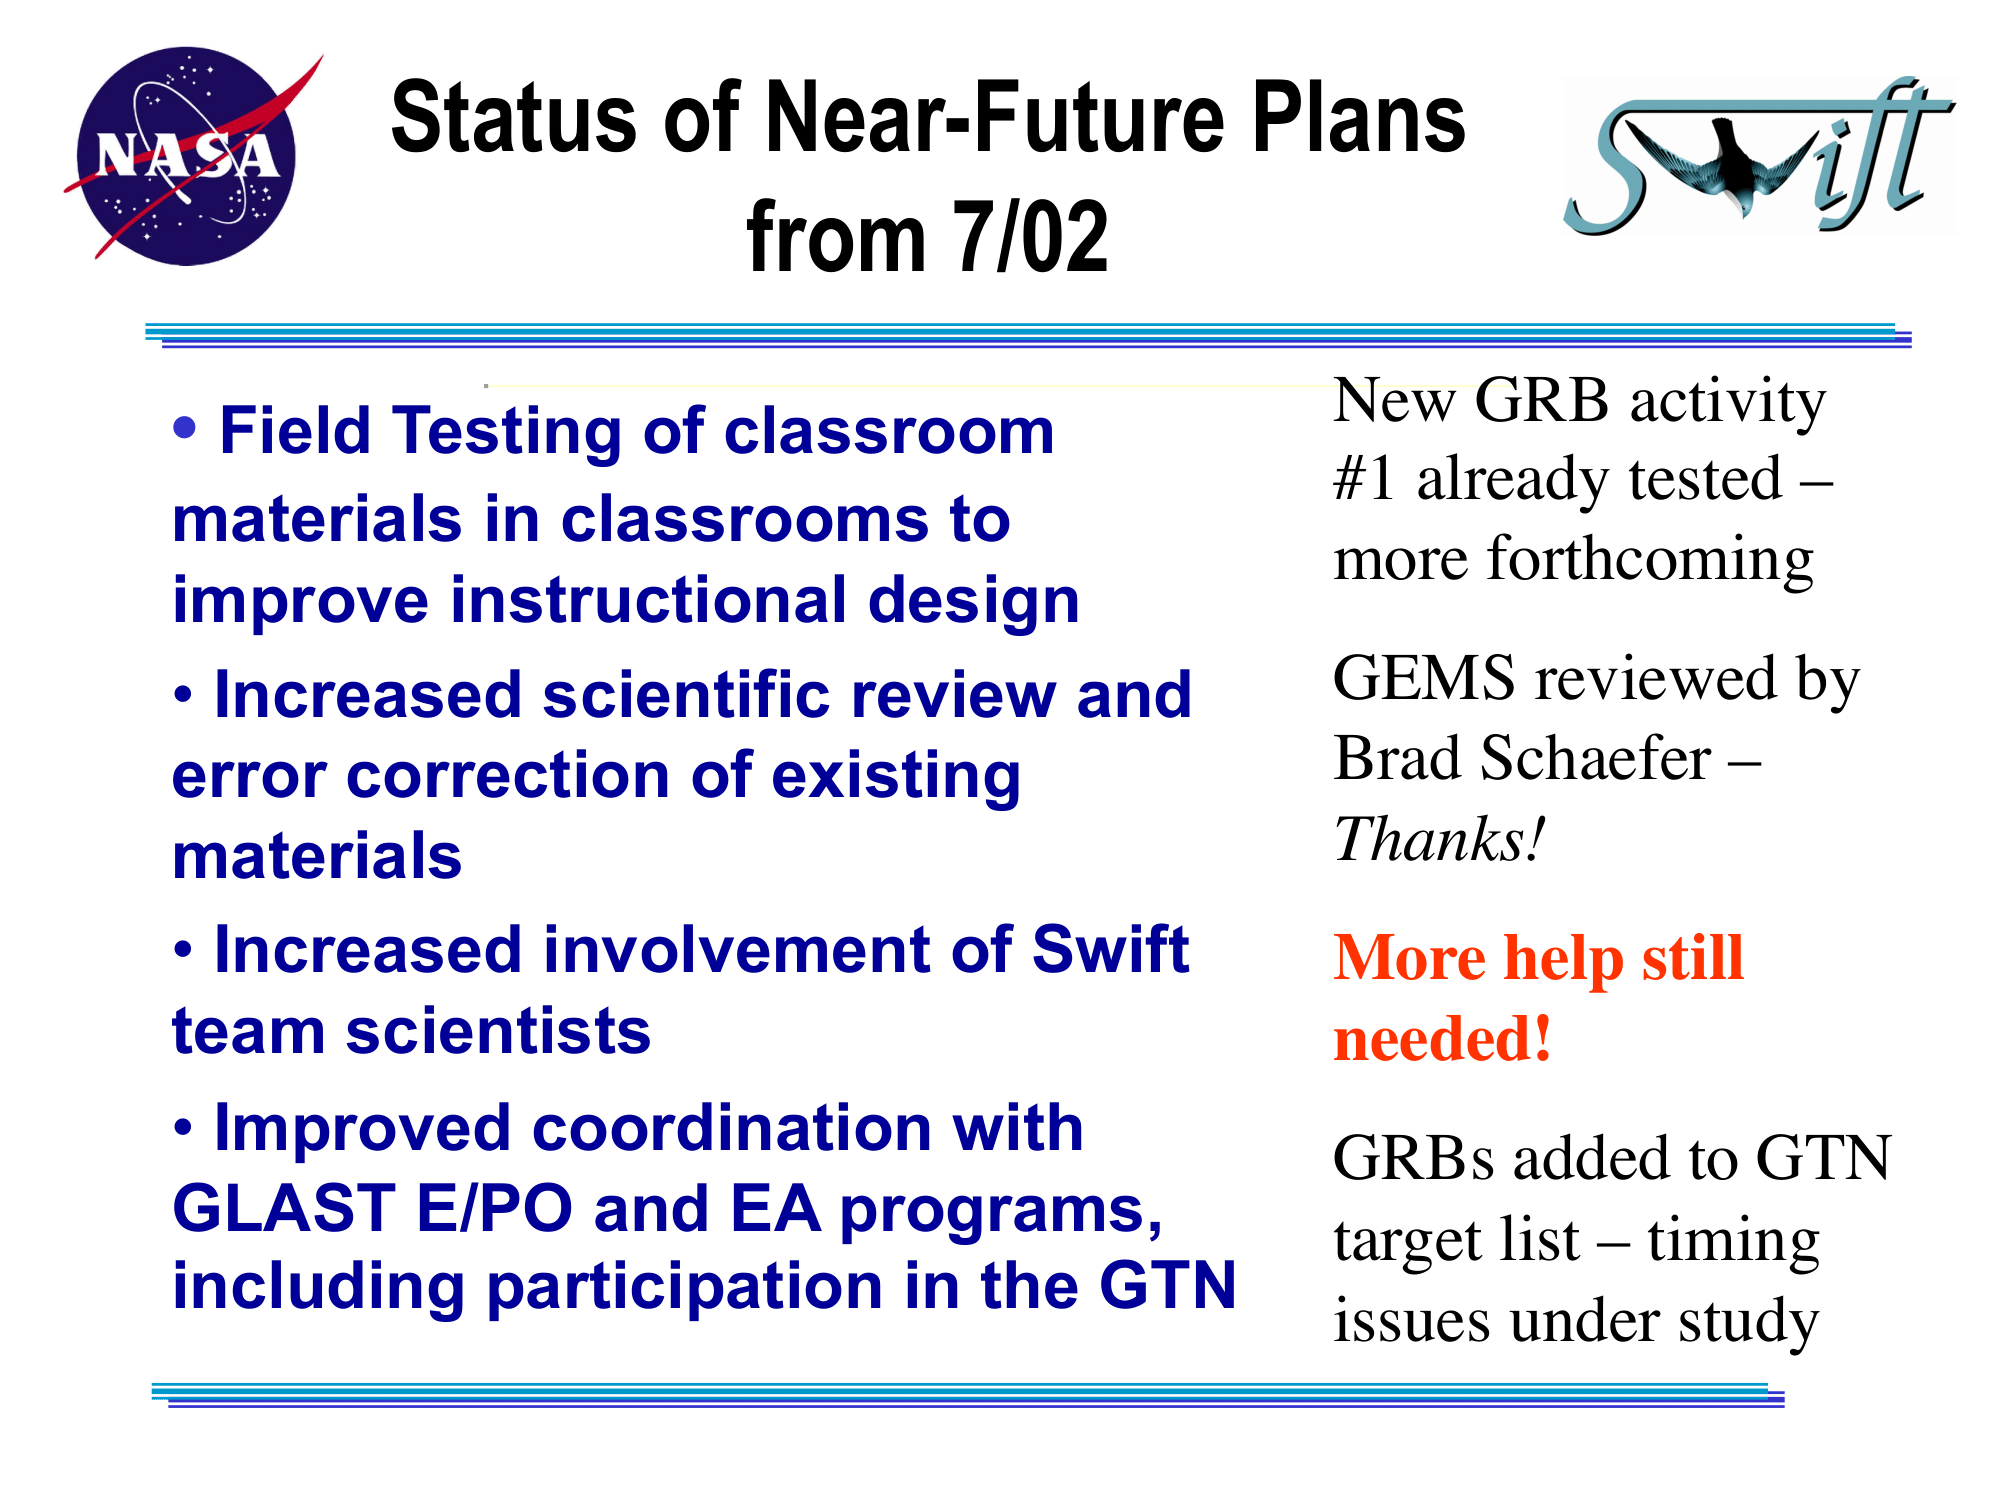 NASA
Status of Near-Future Plans
from 7/02
Swift
• Field Testing of classroom
materials in classrooms to
improve instructional design
• Increased scientific review and
error correction of existing
materials
• Increased involvement of Swift
team scientists
• Improved coordination with
GLAST E/PO and EA programs,
including participation in the GTN
New GRB activity
#1 already tested –
more forthcoming
GEMS reviewed by
Brad Schaefer –
Thanks!
More help still
needed!
GRBs added to GTN
target list – timing
issues under study